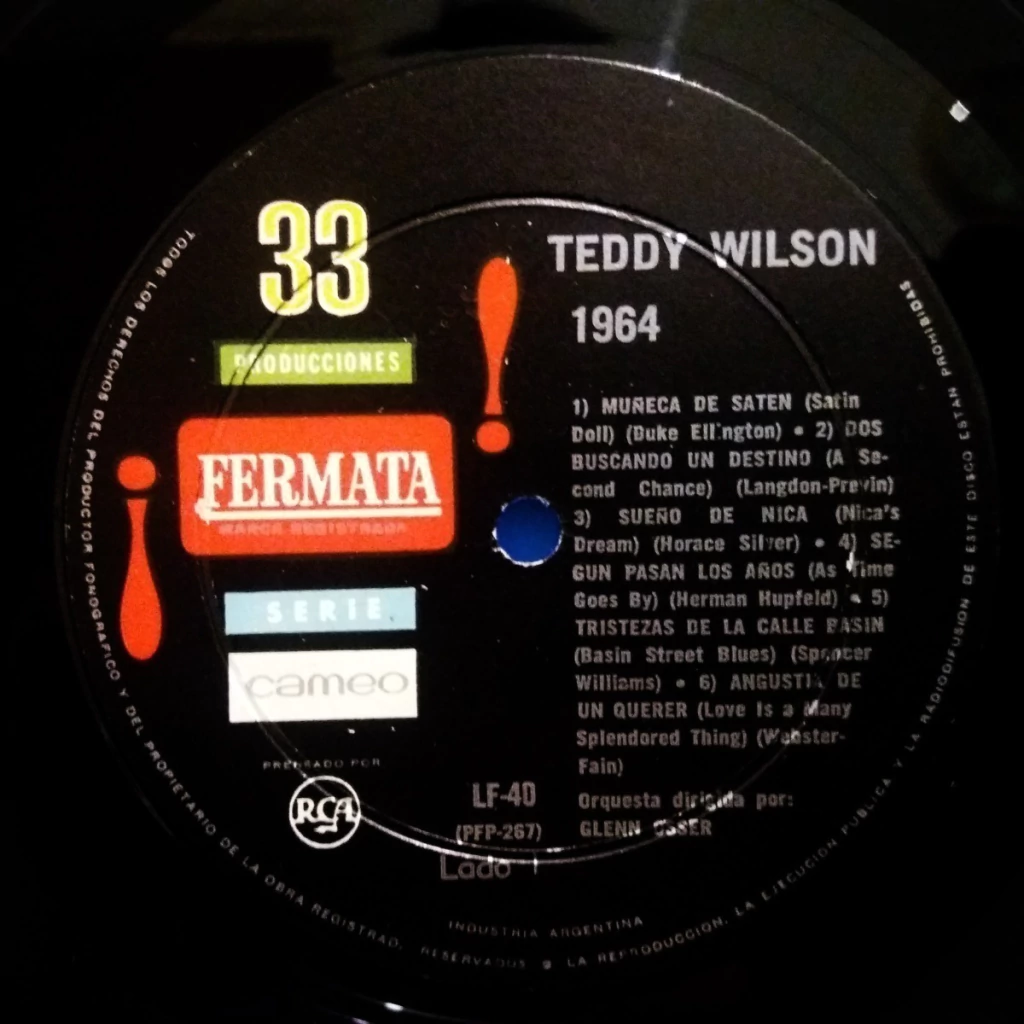 33
PRODUCCIONES
FERMATA
MARCA REGISTRADA
SERIE
cameo
PRENSADO POR
RCA
TEDDY WILSON
1964
1) MUÑECA DE SATEN (Satin
Doll) (Duke Ellington) • 2) DOS
BUSCANDO UN DESTINO (A Se-
cond Chance) (Langdon-Previn)
3) SUEÑO DE NICA (Nica's
Dream) (Horace Silver) • 4) SE-
GUN PASAN LOS AÑOS (As Time
Goes By) (Herman Hupfeld) • 5)
TRISTEZAS DE LA CALLE BASIN
(Basin Street Blues) (Spencer
Williams) • 6) ANGUSTIA DE
UN QUERER (Love Is a Many
Splendored Thing) (Webster-
Fain)
Orquesta dirigida por:
GLENN OSSER
LF-40
(PFP-267)
Lado 1
INDUSTRIA ARGENTINA
TODOS LOS DERECHOS DEL PRODUCTOR FONOGRAFICO Y DEL PROPIETARIO DE LA OBRA REGISTRAD. RESERVADOS • LA REPRODUCCION, LA EJECUCION PUBLICA Y LA RADIODIFUSION DE ESTE DISCO ESTAN PROHIBIDAS